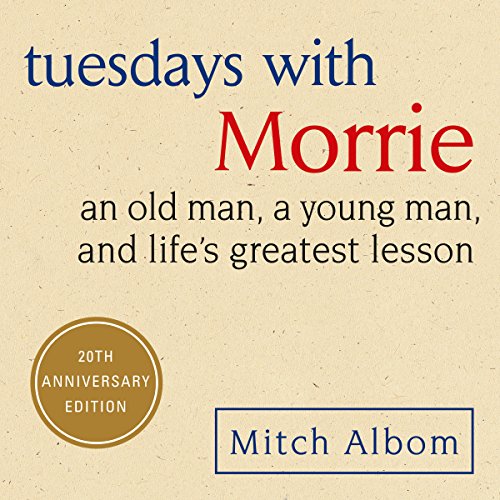 tuesdays with
Morrie
an old man, a young man,
and life's greatest lesson
20TH
ANNIVERSARY
EDITION
Mitch Albom